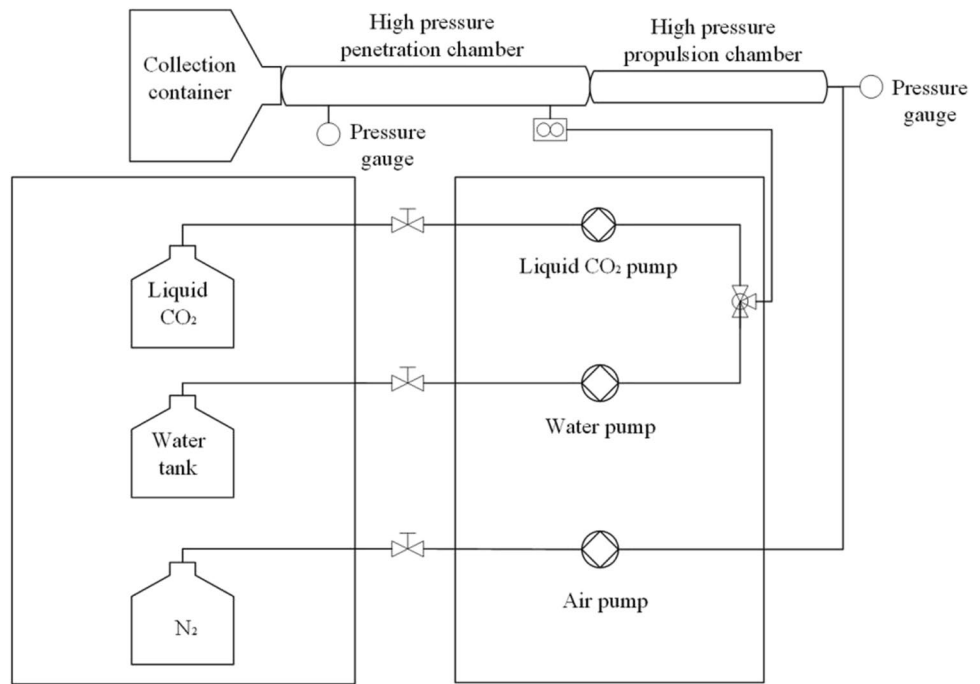 High pressure
penetration chamber
High pressure
propulsion chamber
Collection
container
Pressure
gauge
Pressure
gauge
Liquid
CO₂
Liquid CO₂ pump
Water
tank
Water pump
N₂
Air pump